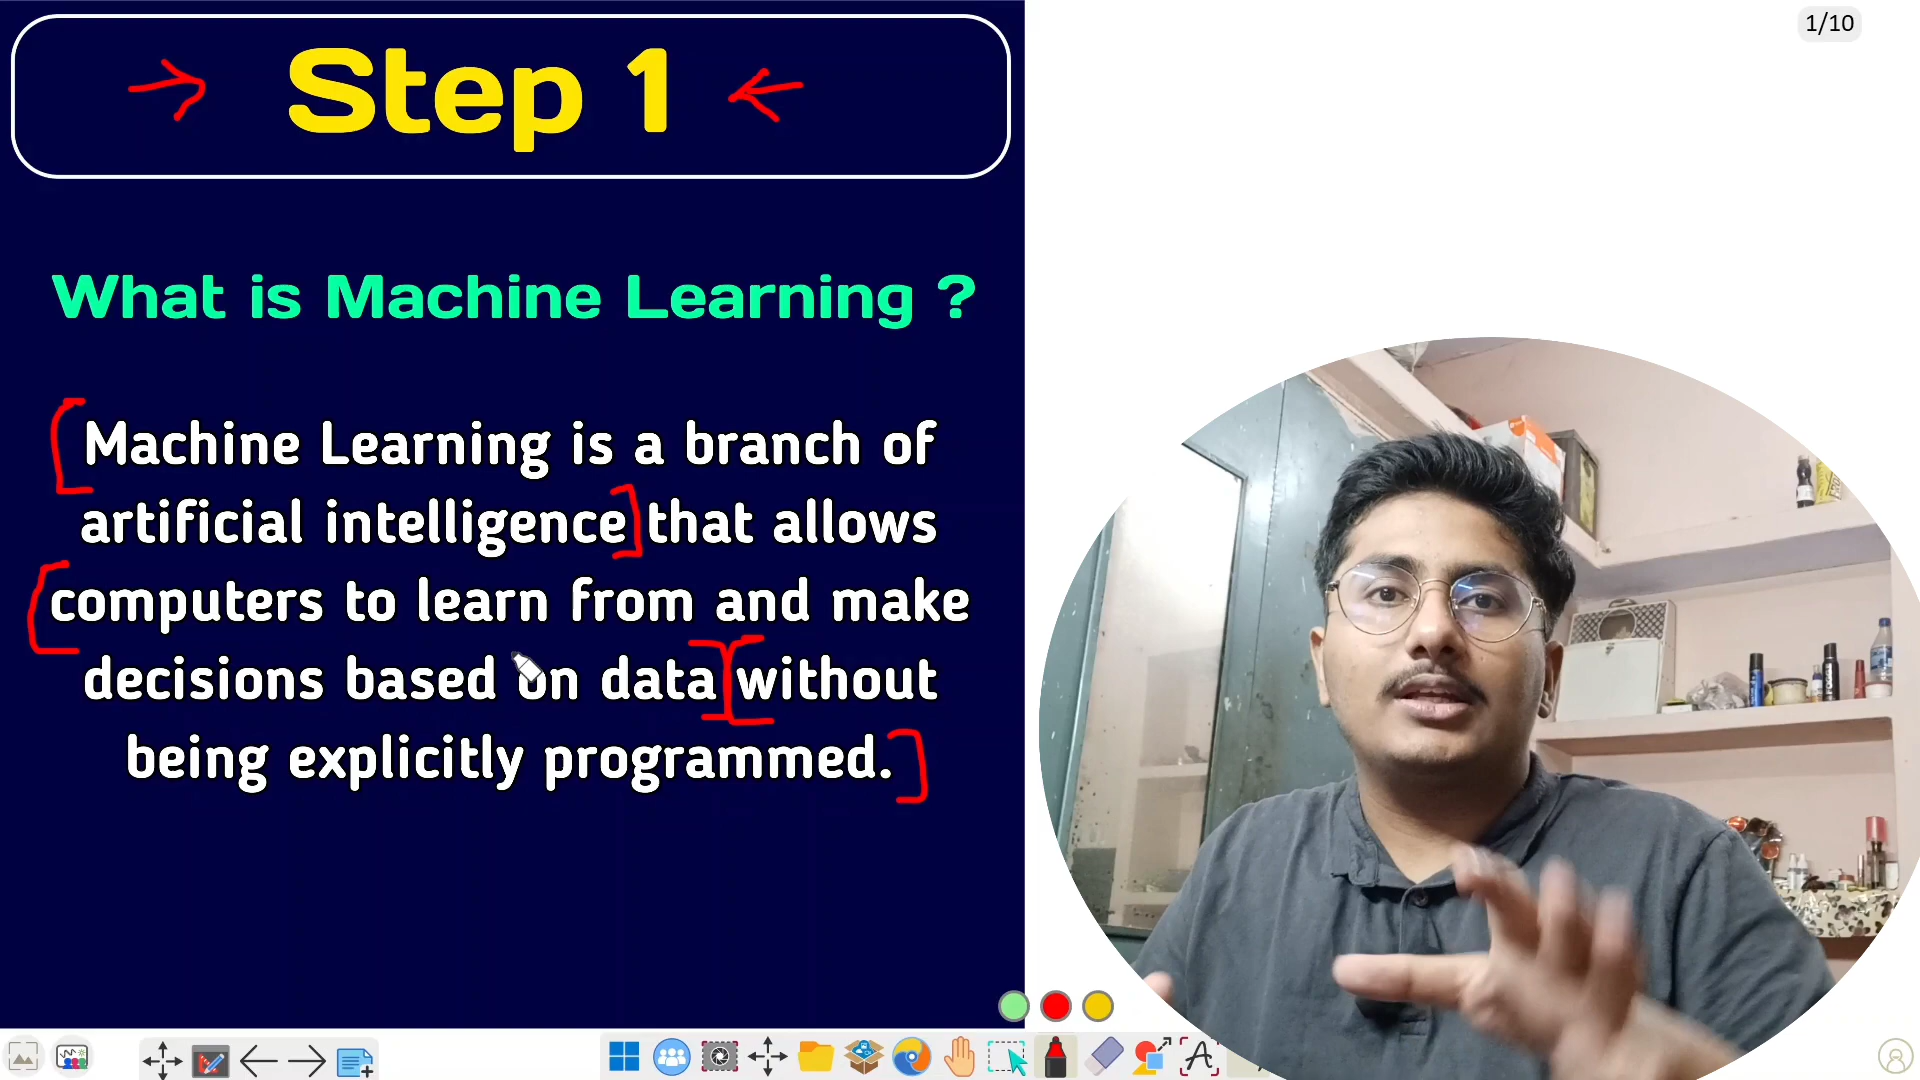 Step 1
1/10
What is Machine Learning ?
Machine Learning is a branch of
artificial intelligence that allows
computers to learn from and make
decisions based on data without
being explicitly programmed.